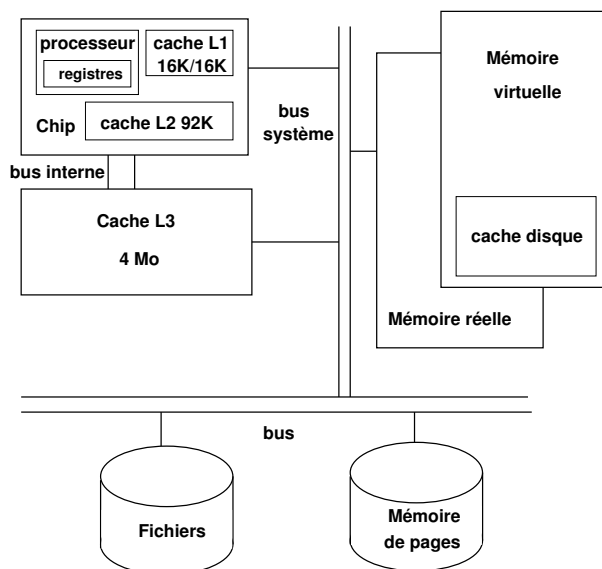 processeur
registres
cache L1
16K/16K
Chip
cache L2 92K
bus interne
Cache L3
4 Mo
bus
système
Mémoire
virtuelle
cache disque
Mémoire réelle
bus
Fichiers
Mémoire
de pages